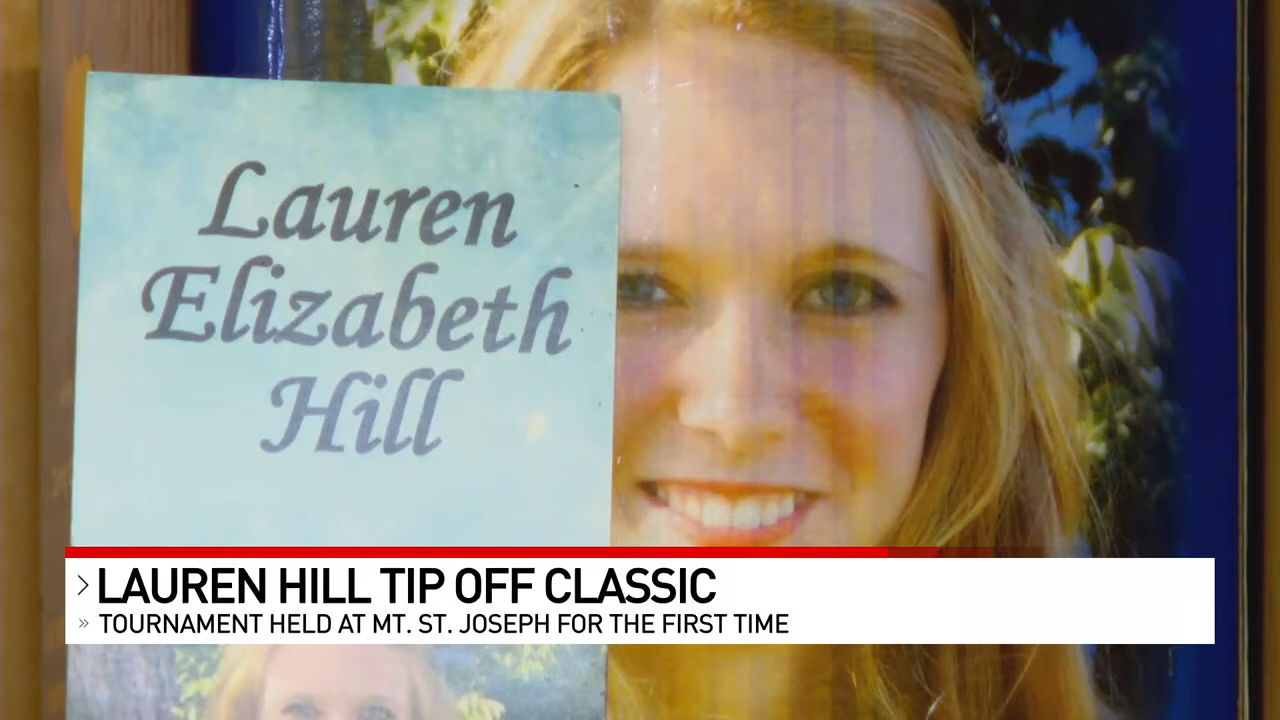 Lauren
Elizabeth
Hill
LAUREN HILL TIP OFF CLASSIC
TOURNAMENT HELD AT MT. ST. JOSEPH FOR THE FIRST TIME